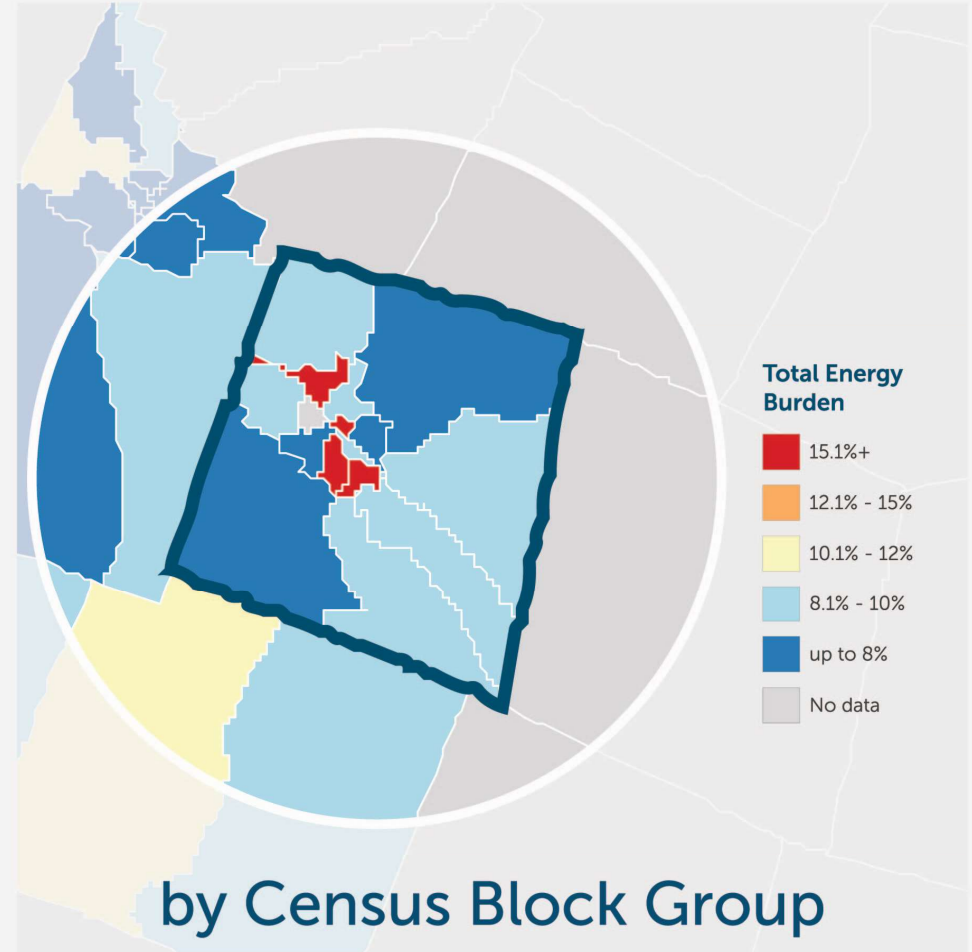 Total Energy
Burden
15.1%+
12.1% - 15%
10.1% - 12%
8.1% - 10%
up to 8%
No data
by Census Block Group